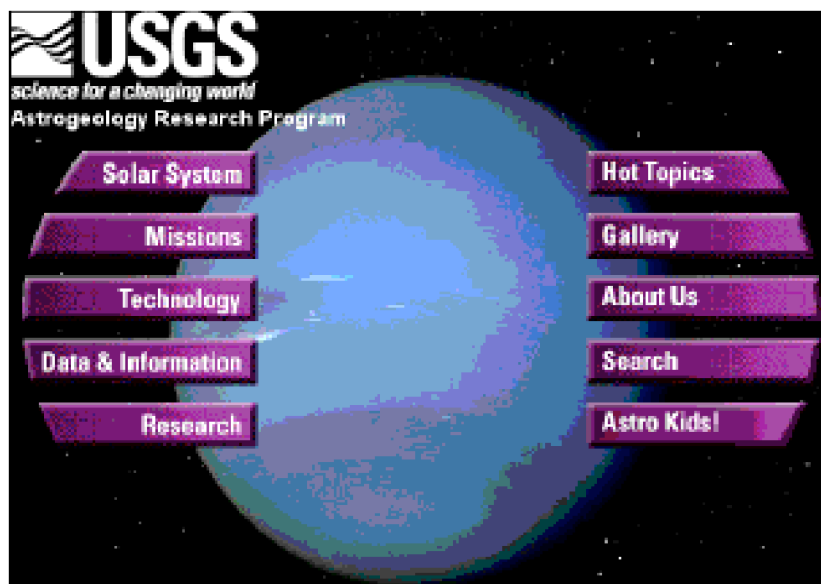 USGS
science for a changing world
Astrogeology Research Program
Solar System
Missions
Technology
Data & Information
Research
Hot Topics
Gallery
About Us
Search
Astro Kids!